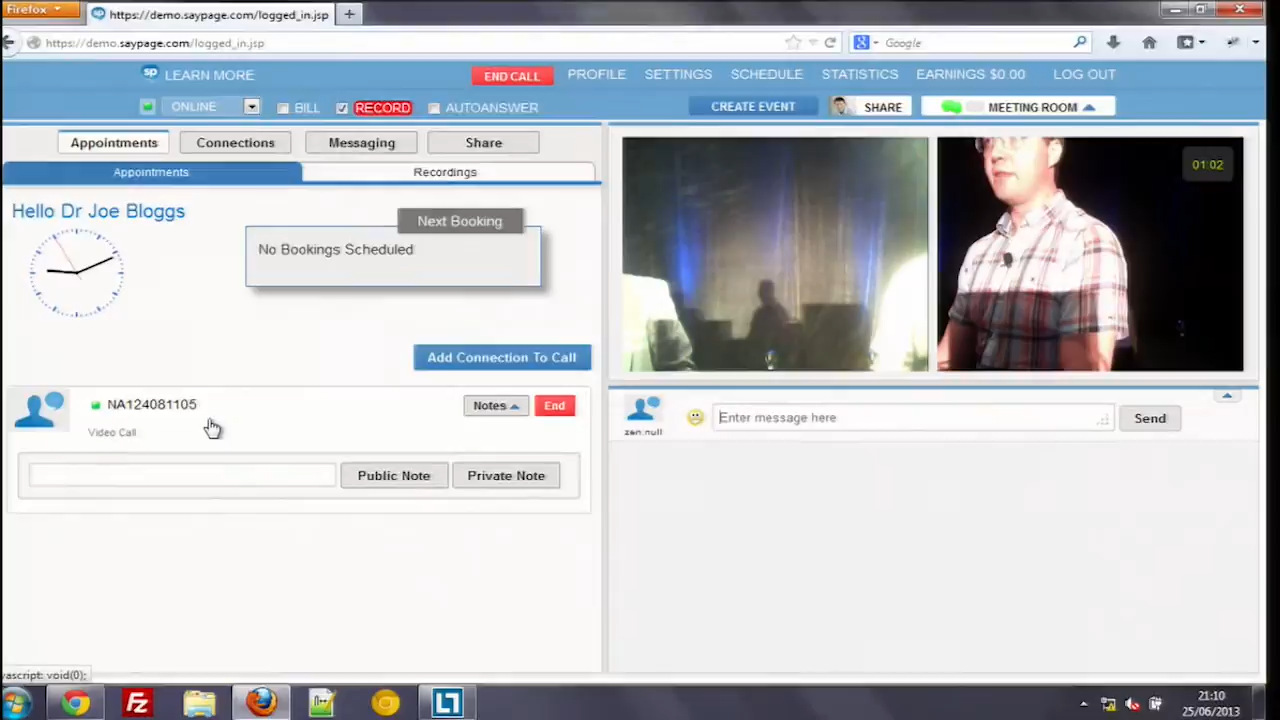 Firefox
https://demo.saypage.com/logged_in.jsp
https://demo.saypage.com/logged_in.jsp
Google
sp LEARN MORE
END CALL PROFILE SETTINGS SCHEDULE STATISTICS EARNINGS $0.00 LOG OUT
ONLINE BILL RECORD AUTOANSWER
CREATE EVENT SHARE MEETING ROOM
Appointments Connections Messaging Share
Appointments Recordings
Hello Dr Joe Bloggs
Next Booking
No Bookings Scheduled
01:02
Add Connection To Call
NA124081105
Notes End
Video Call
Public Note Private Note
zen.null
Enter message here
Send
vascript: void(0);
21:10
25/06/2013